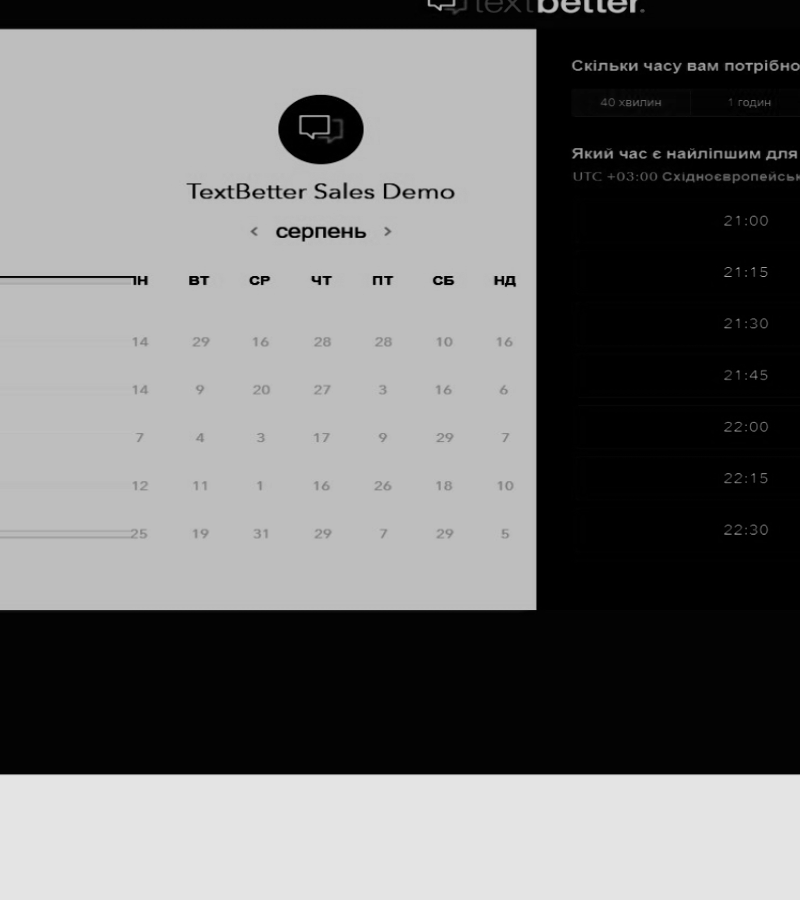 textbetter.
TextBetter Sales Demo
< серпень >
ПН ВТ СР ЧТ ПТ СБ НД
14 29 16 28 28 10 16
14 9 20 27 3 16 6
7 4 3 17 9 29 7
12 11 1 16 26 18 10
25 19 31 29 7 29 5
Скільки часу вам потрібно
40 хвилин 1 годин
Який час є найліпшим для
UTC +03:00 Східноєвропейськ
21:00
21:15
21:30
21:45
22:00
22:15
22:30